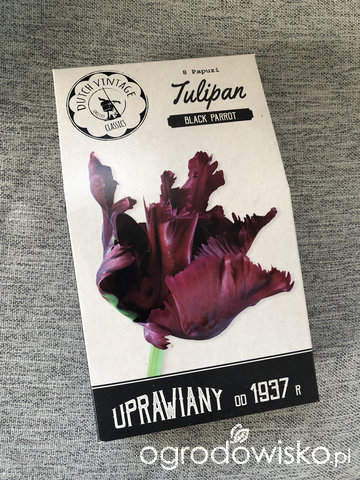 8 Papuzi
DUTCH VINTAGE
CLASSICS
Tulipan
BLACK PARROT
UPRAWIANY OD 1937 R
ogrodowisko.pl